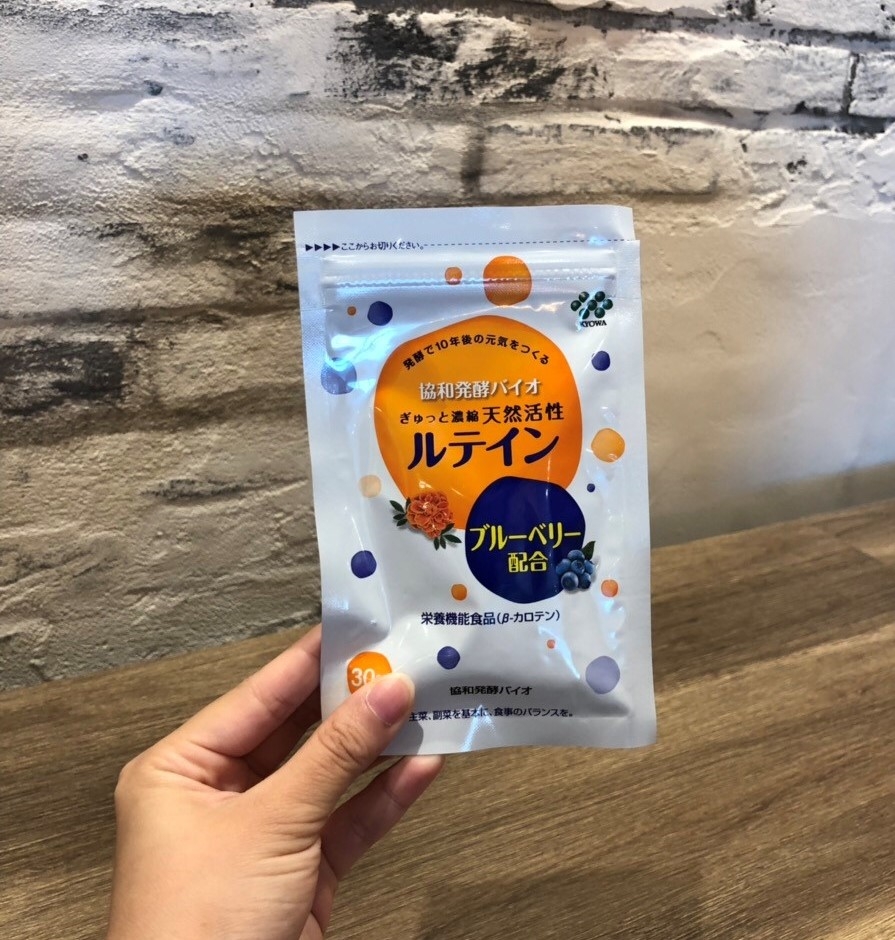 ▶▶▶▶ここからお切りください。
KYOWA
発酵で10年後の元気をつくる
協和発酵バイオ
ぎゅっと濃縮 天然活性
ルテイン
ブルーベリー
配合
栄養機能食品(β-カロテン)
30
協和発酵バイオ
主菜、副菜を基本に、食事のバランスを。